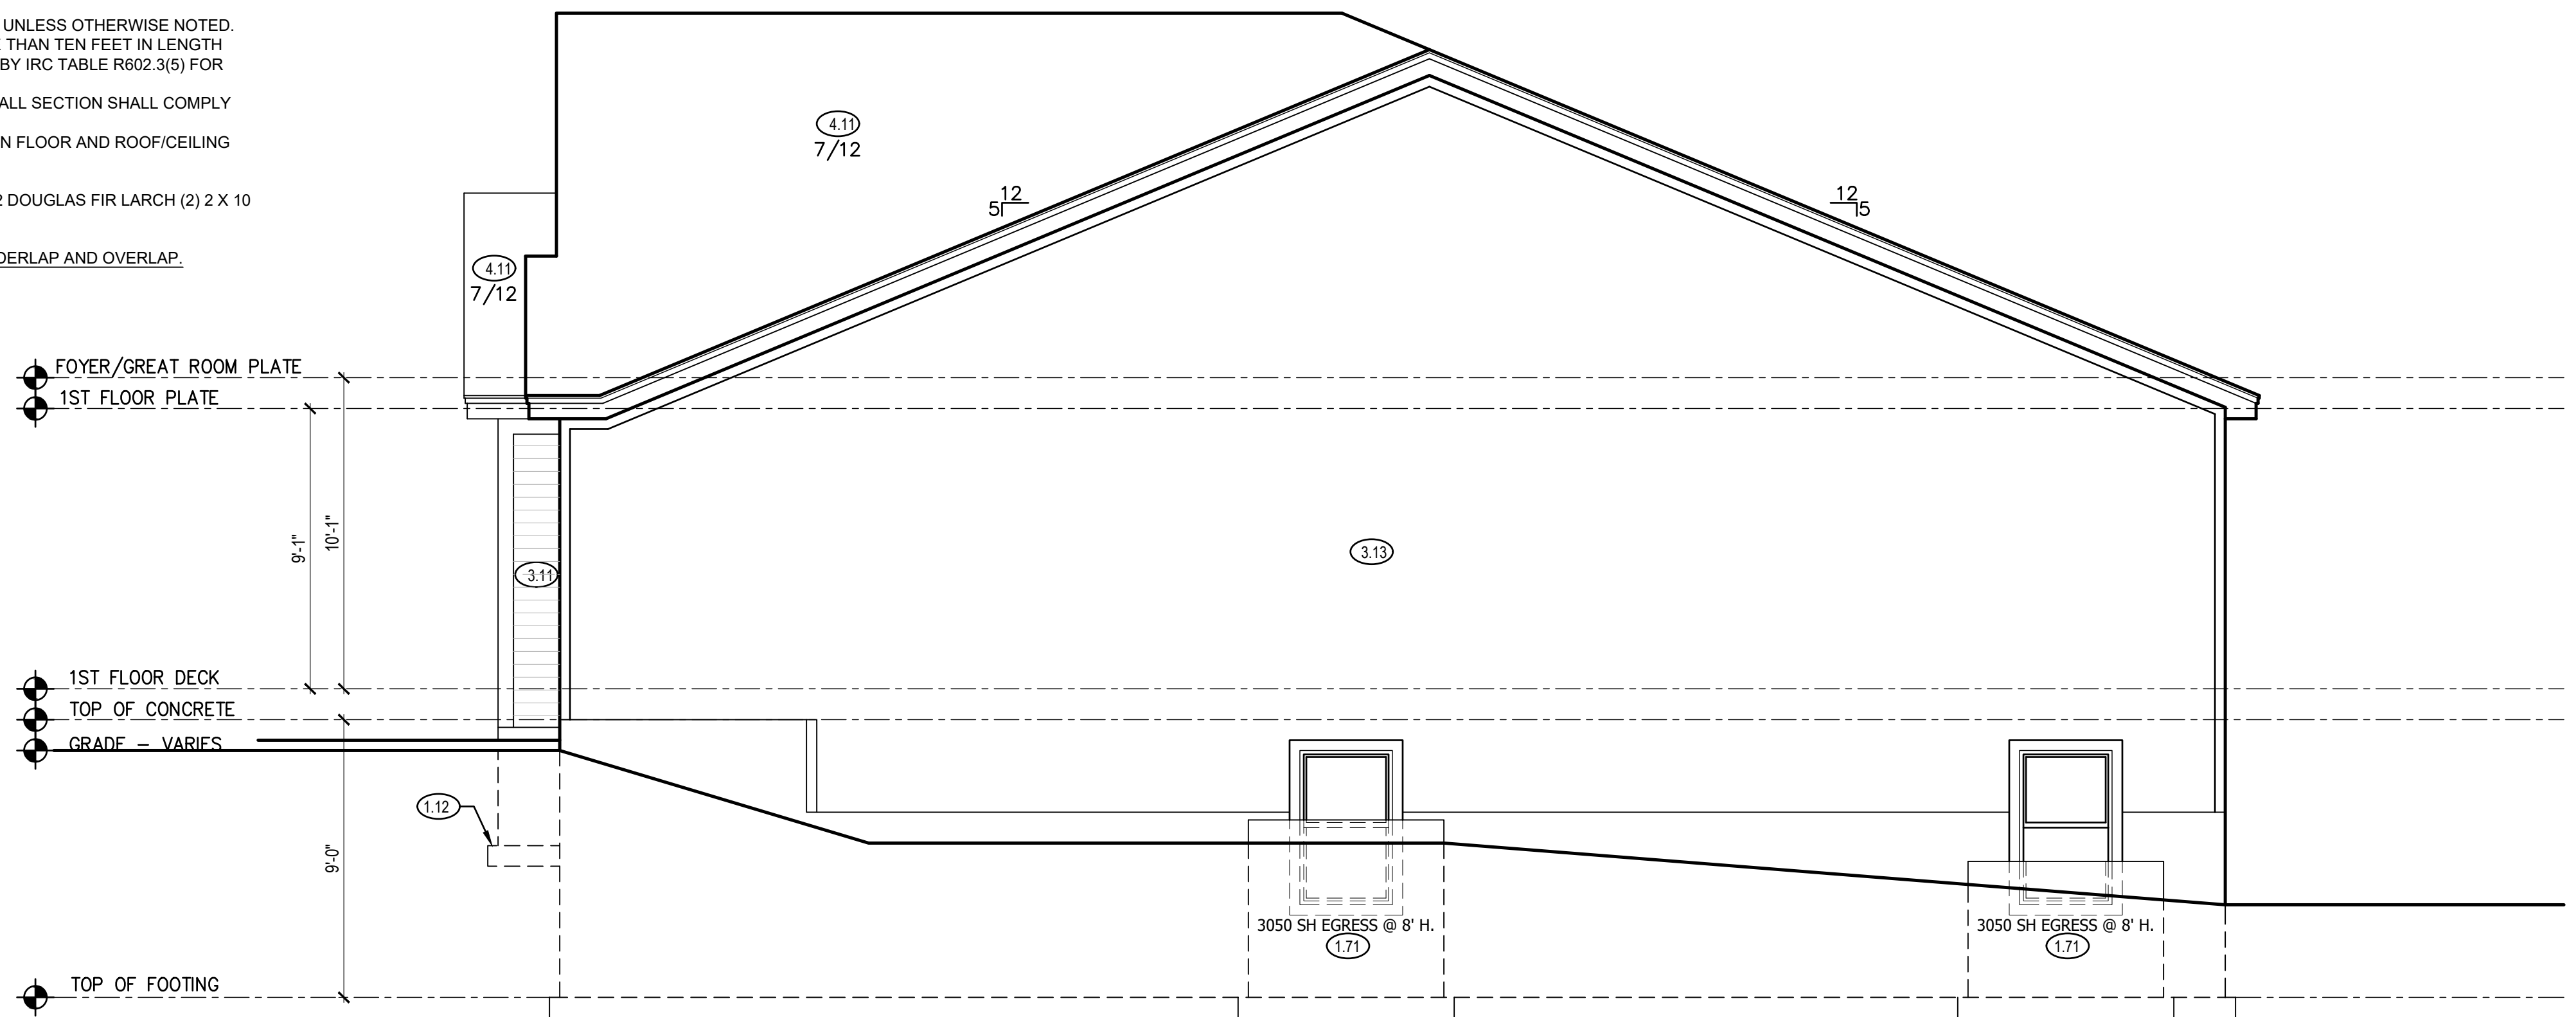 UNLESS OTHERWISE NOTED.
THAN TEN FEET IN LENGTH
BY IRC TABLE R602.3(5) FOR
ALL SECTION SHALL COMPLY
N FLOOR AND ROOF/CEILING
2 DOUGLAS FIR LARCH (2) 2 X 10
DERLAP AND OVERLAP.
4.11
7/12
12
5
12
5
4.11
7/12
FOYER/GREAT ROOM PLATE
1ST FLOOR PLATE
9'-1"
10'-1"
3.11
3.13
1ST FLOOR DECK
TOP OF CONCRETE
GRADE - VARIES
1.12
9'-0"
3050 SH EGRESS @ 8' H.
1.71
3050 SH EGRESS @ 8' H.
1.71
TOP OF FOOTING